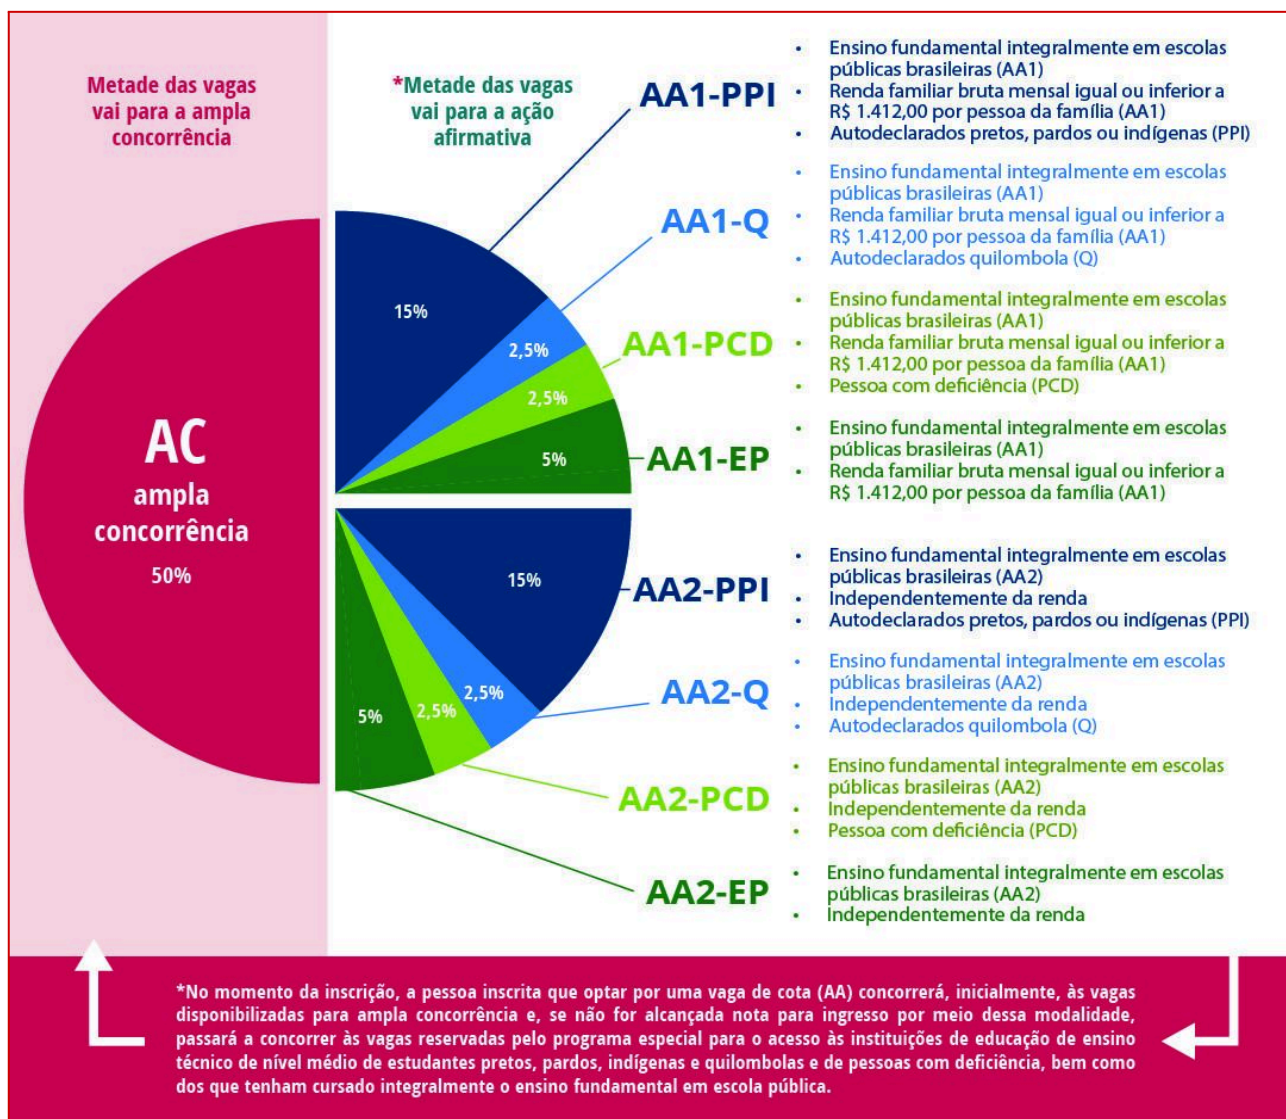 Metade das vagas
vai para a ampla
concorrência
*Metade das vagas
vai para a ação
afirmativa
AC
ampla
concorrência
50%
15%
2,5%
2,5%
5%
15%
2,5%
2,5%
5%
AA1-PPI
• Ensino fundamental integralmente em escolas
públicas brasileiras (AA1)
• Renda familiar bruta mensal igual ou inferior a
R$ 1.412,00 por pessoa da família (AA1)
• Autodeclarados pretos, pardos ou indígenas (PPI)
AA1-Q
• Ensino fundamental integralmente em escolas
públicas brasileiras (AA1)
• Renda familiar bruta mensal igual ou inferior a
R$ 1.412,00 por pessoa da família (AA1)
• Autodeclarados quilombola (Q)
AA1-PCD
• Ensino fundamental integralmente em escolas
públicas brasileiras (AA1)
• Renda familiar bruta mensal igual ou inferior a
R$ 1.412,00 por pessoa da família (AA1)
• Pessoa com deficiência (PCD)
AA1-EP
• Ensino fundamental integralmente em escolas
públicas brasileiras (AA1)
• Renda familiar bruta mensal igual ou inferior a
R$ 1.412,00 por pessoa da família (AA1)
AA2-PPI
• Ensino fundamental integralmente em escolas
públicas brasileiras (AA2)
• Independentemente da renda
• Autodeclarados pretos, pardos ou indígenas (PPI)
AA2-Q
• Ensino fundamental integralmente em escolas
públicas brasileiras (AA2)
• Independentemente da renda
• Autodeclarados quilombola (Q)
AA2-PCD
• Ensino fundamental integralmente em escolas
públicas brasileiras (AA2)
• Independentemente da renda
• Pessoa com deficiência (PCD)
AA2-EP
• Ensino fundamental integralmente em escolas
públicas brasileiras (AA2)
• Independentemente da renda
*No momento da inscrição, a pessoa inscrita que optar por uma vaga de cota (AA) concorrerá, inicialmente, às vagas
disponibilizadas para ampla concorrência e, se não for alcançada nota para ingresso por meio dessa modalidade,
passará a concorrer às vagas reservadas pelo programa especial para o acesso às instituições de educação de ensino
técnico de nível médio de estudantes pretos, pardos, indígenas e quilombolas e de pessoas com deficiência, bem como
dos que tenham cursado integralmente o ensino fundamental em escola pública.